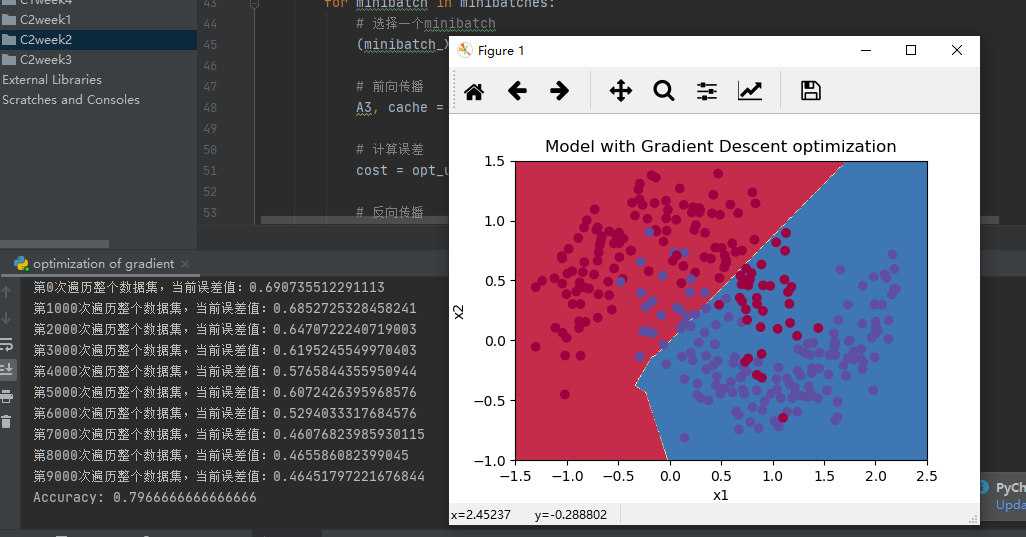 C1week4
C2week1
C2week2
C2week3
External Libraries
Scratches and Consoles
43 for minibatch in minibatches:
44 # 选择一个minibatch
45 (minibatch_X
46
47 # 前向传播
48 A3, cache =
49
50 # 计算误差
51 cost = opt_u
52
53 # 反向传播
Figure 1
Model with Gradient Descent optimization
1.5
1.0
0.5
0.0
−0.5
−1.0
x2
−1.5 −1.0 −0.5 0.0 0.5 1.0 1.5 2.0 2.5
x1
x=2.45237 y=-0.288802
optimization of gradient
第0次遍历整个数据集，当前误差值：0.690735512291113
第1000次遍历整个数据集，当前误差值：0.6852725328458241
第2000次遍历整个数据集，当前误差值：0.6470722240719003
第3000次遍历整个数据集，当前误差值：0.6195245549970403
第4000次遍历整个数据集，当前误差值：0.5765844355950944
第5000次遍历整个数据集，当前误差值：0.6072426395968576
第6000次遍历整个数据集，当前误差值：0.5294033317684576
第7000次遍历整个数据集，当前误差值：0.46076823985930115
第8000次遍历整个数据集，当前误差值：0.465586082399045
第9000次遍历整个数据集，当前误差值：0.46451797221676844
Accuracy: 0.7966666666666666
PyCh
Upda